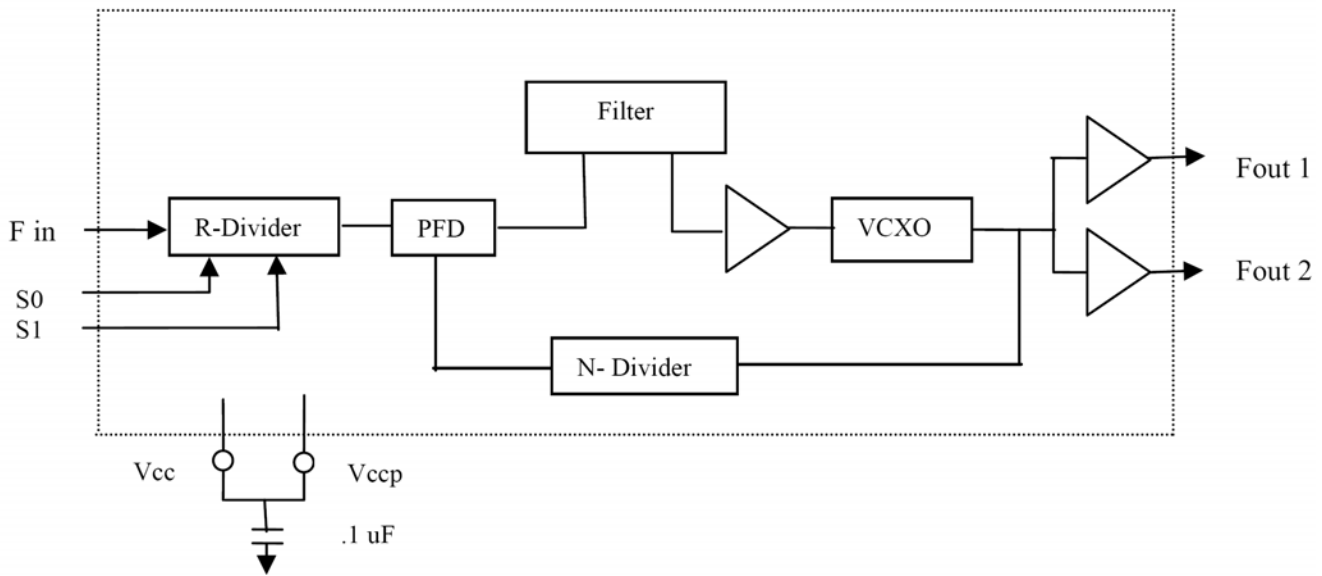 Filter
Fout 1
F in
R-Divider
PFD
VCXO
Fout 2
S0
S1
N- Divider
Vcc
Vccp
.1 uF